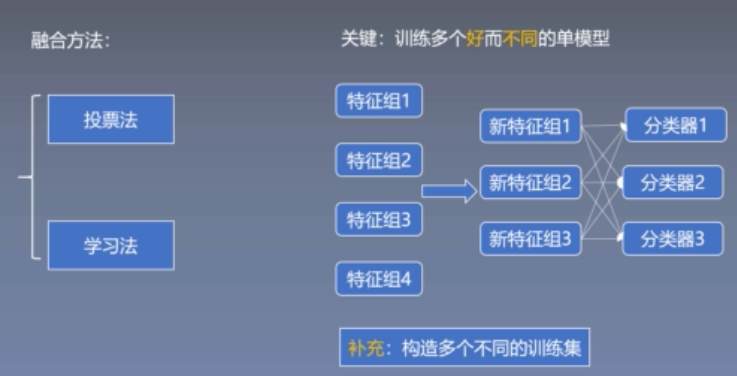 融合方法：
关键：训练多个好而不同的单模型
投票法
学习法
特征组1
特征组2
特征组3
特征组4
新特征组1
新特征组2
新特征组3
分类器1
分类器2
分类器3
补充：构造多个不同的训练集